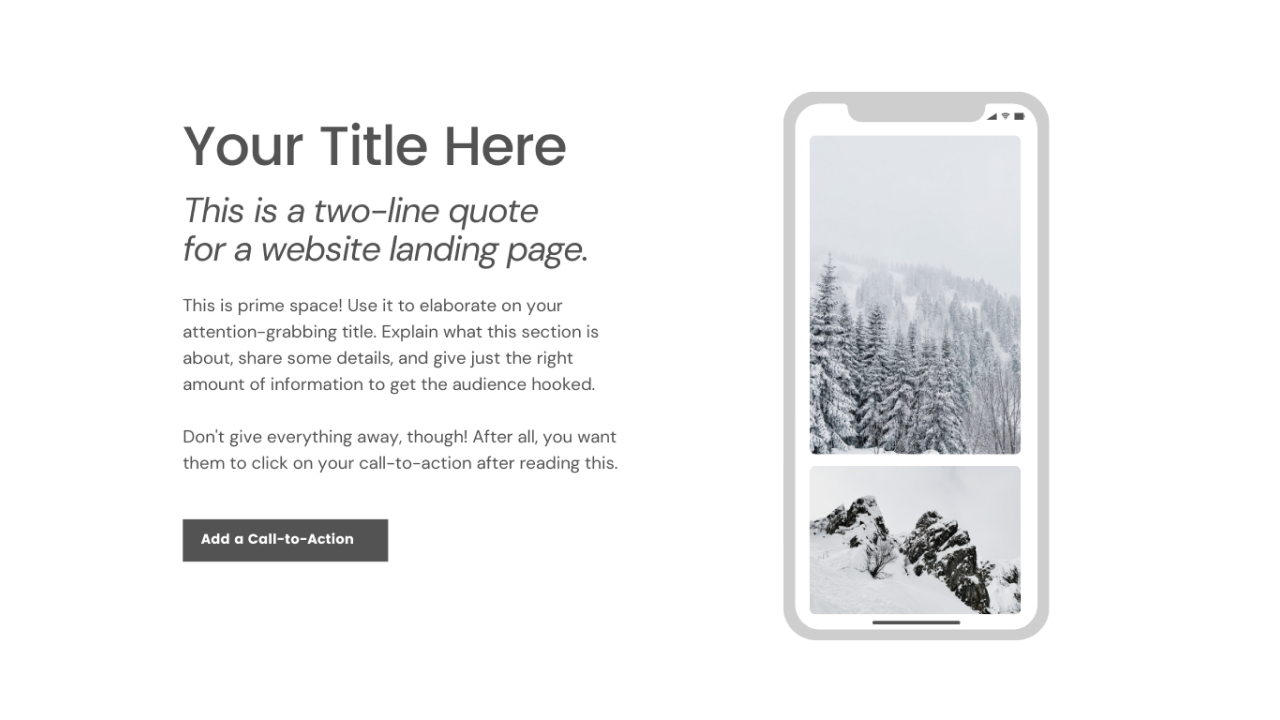 Your Title Here
This is a two-line quote
for a website landing page.
This is prime space! Use it to elaborate on your
attention-grabbing title. Explain what this section is
about, share some details, and give just the right
amount of information to get the audience hooked.
Don't give everything away, though! After all, you want
them to click on your call-to-action after reading this.
Add a Call-to-Action